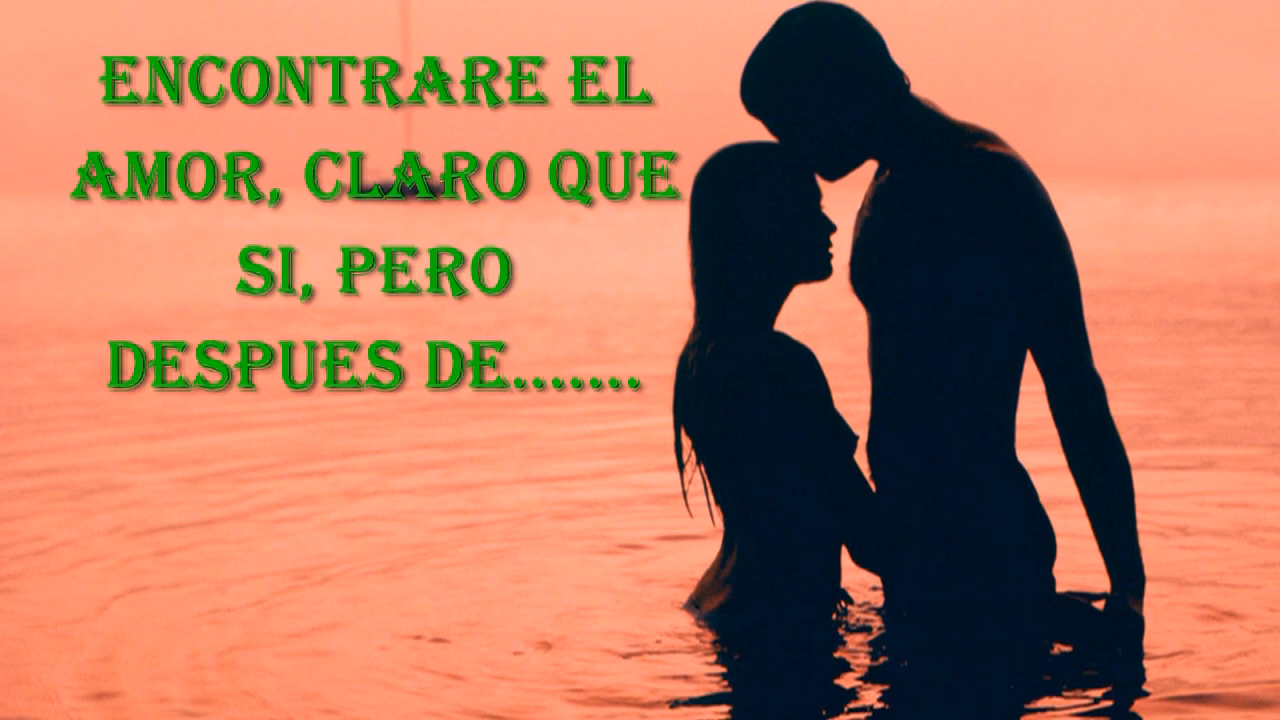 ENCONTRARE EL
AMOR, CLARO QUE
SI, PERO
DESPUES DE.......